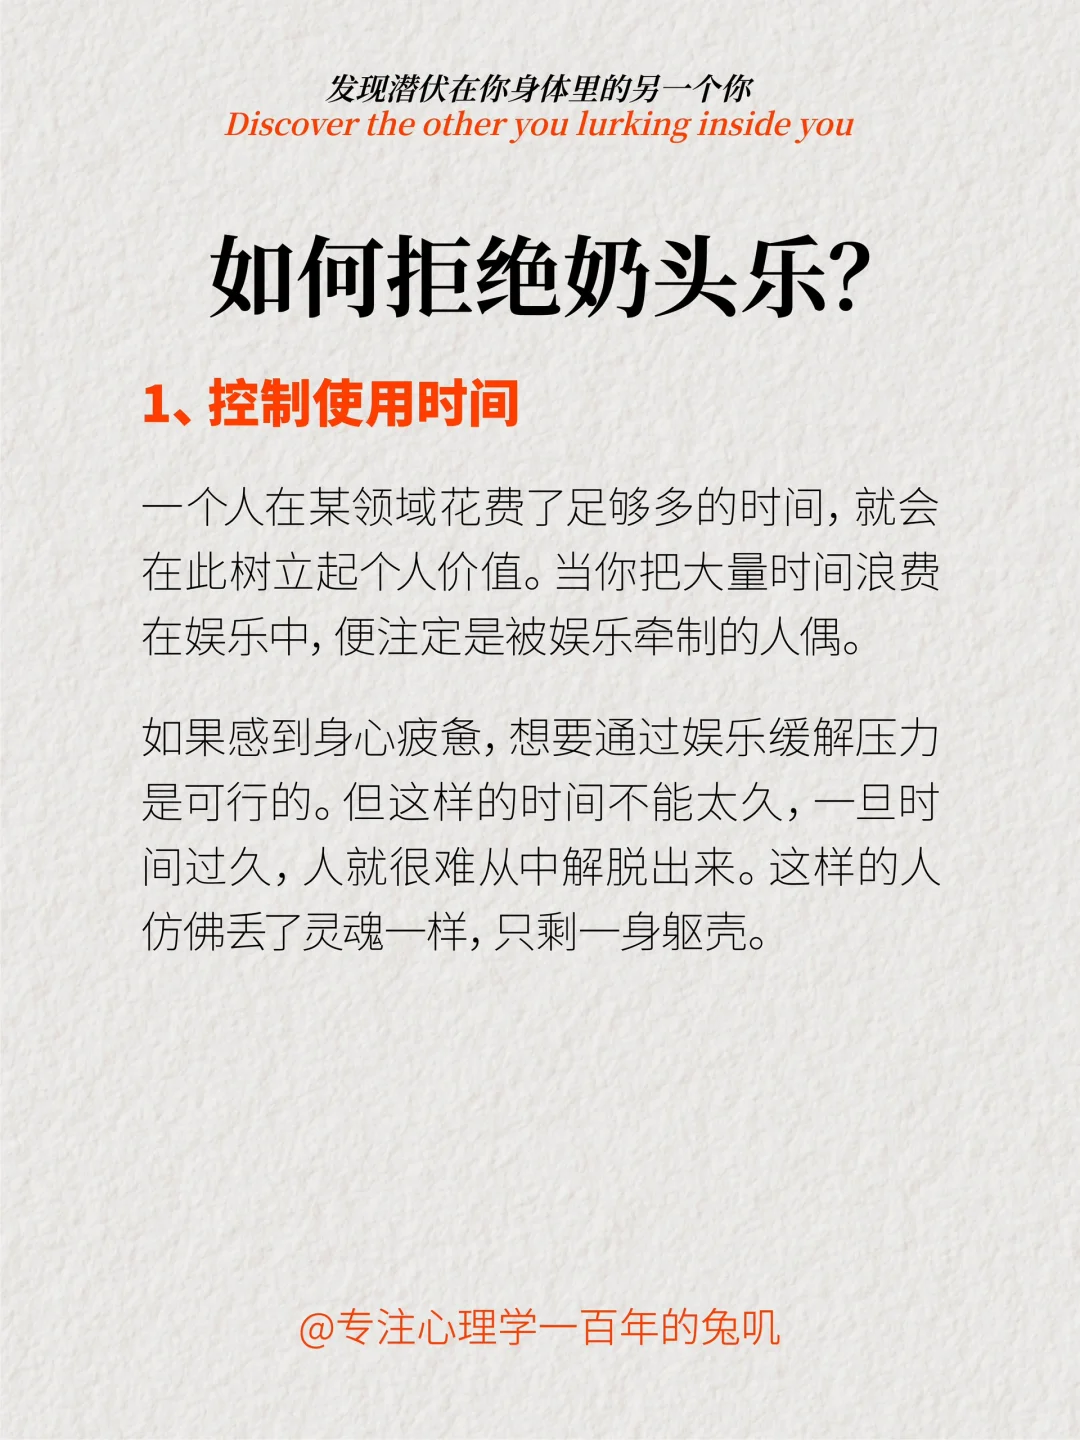 发现潜伏在你身体里的另一个你
Discover the other you lurking inside you
如何拒绝奶头乐？
1、控制使用时间
一个人在某领域花费了足够多的时间，就会
在此树立起个人价值。当你把大量时间浪费
在娱乐中，便注定是被娱乐牵制的人偶。
如果感到身心疲惫，想要通过娱乐缓解压力
是可行的。但这样的时间不能太久，一旦时
间过久，人就很难从中解脱出来。这样的人
仿佛丢了灵魂一样，只剩一身躯壳。
@专注心理学一百年的兔叽